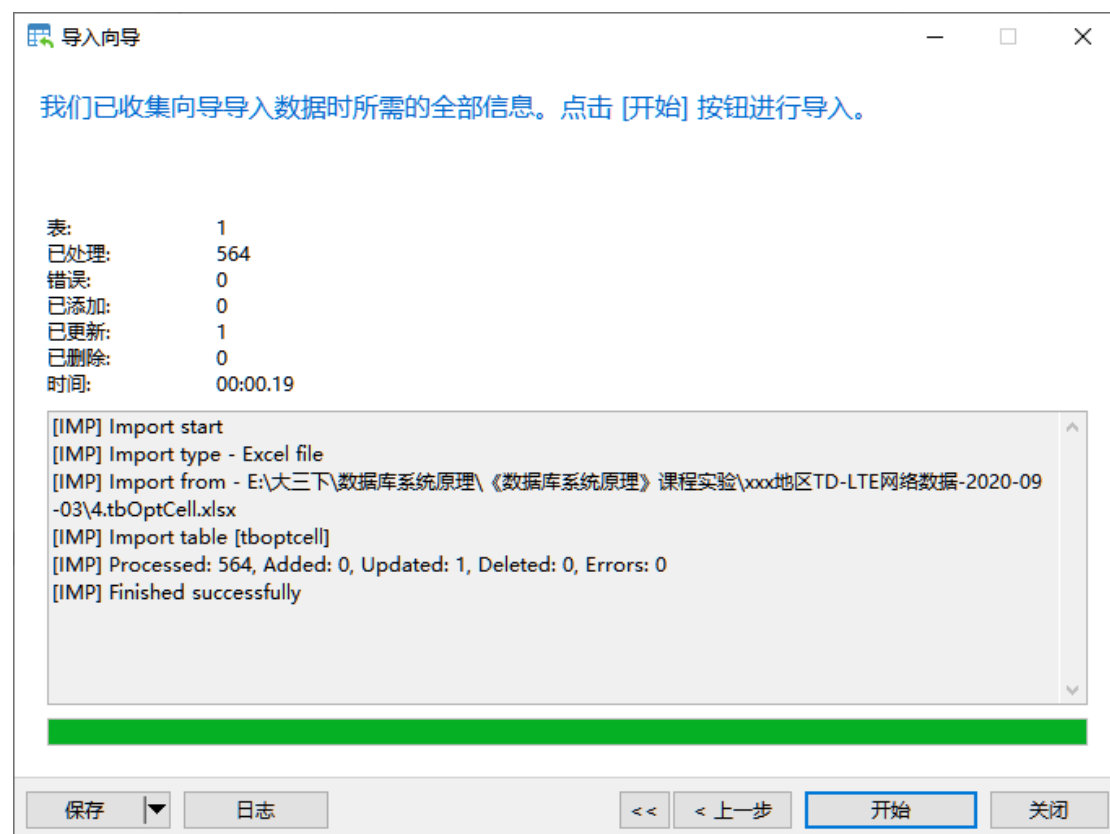 导入向导
我们已收集向导导入数据时所需的全部信息。点击 [开始] 按钮进行导入。
表: 1
已处理: 564
错误: 0
已添加: 0
已更新: 1
已删除: 0
时间: 00:00.19
[IMP] Import start
[IMP] Import type - Excel file
[IMP] Import from - E:\大三下\数据库系统原理\《数据库系统原理》课程实验\xxx地区TD-LTE网络数据-2020-09
-03\4.tbOptCell.xlsx
[IMP] Import table [tboptcell]
[IMP] Processed: 564, Added: 0, Updated: 1, Deleted: 0, Errors: 0
[IMP] Finished successfully
保存 日志 << < 上一步 开始 关闭